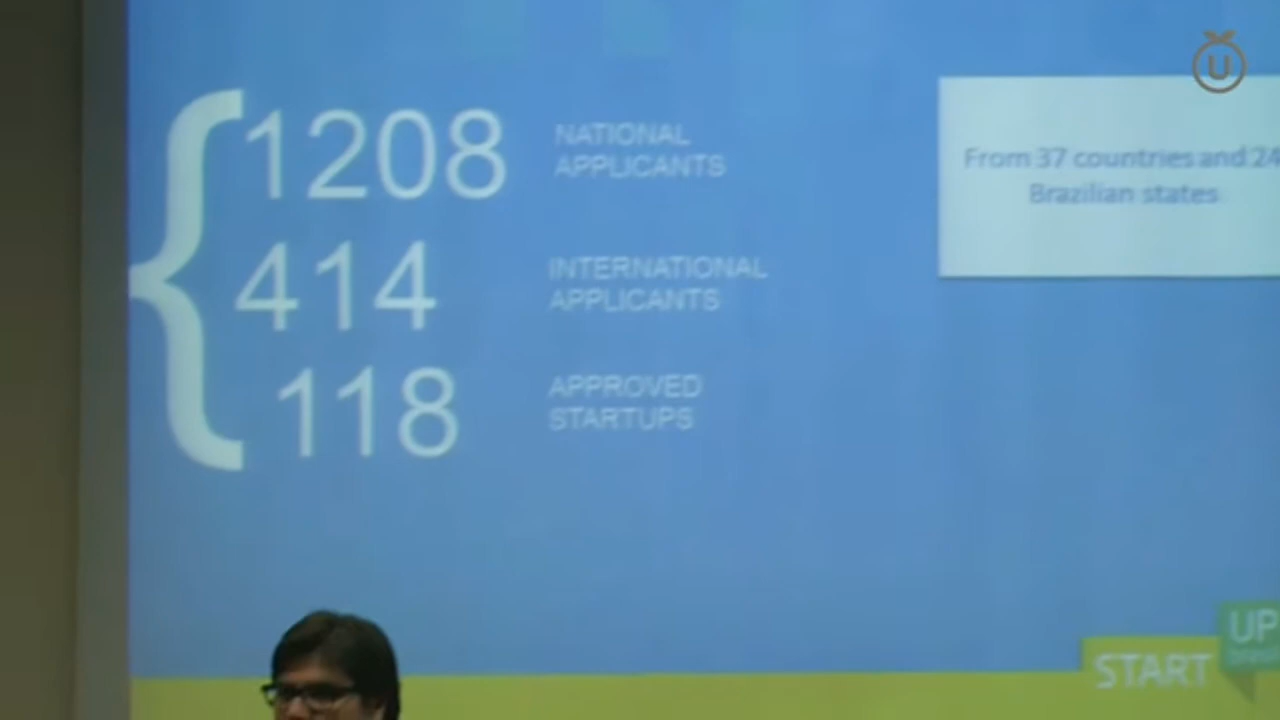 U
1208
NATIONAL
APPLICANTS
From 37 countries and 24
Brazilian states
414
INTERNATIONAL
APPLICANTS
118
APPROVED
STARTUPS
UP
START